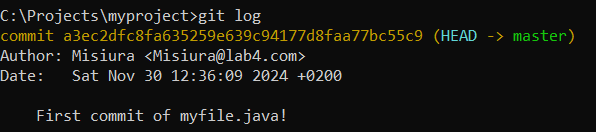 C:\Projects\myproject>git log
commit a3ec2dfc8fa635259e639c94177d8faa77bc55c9 (HEAD -> master)
Author: Misiura <Misiura@lab4.com>
Date:   Sat Nov 30 12:36:09 2024 +0200
    First commit of myfile.java!